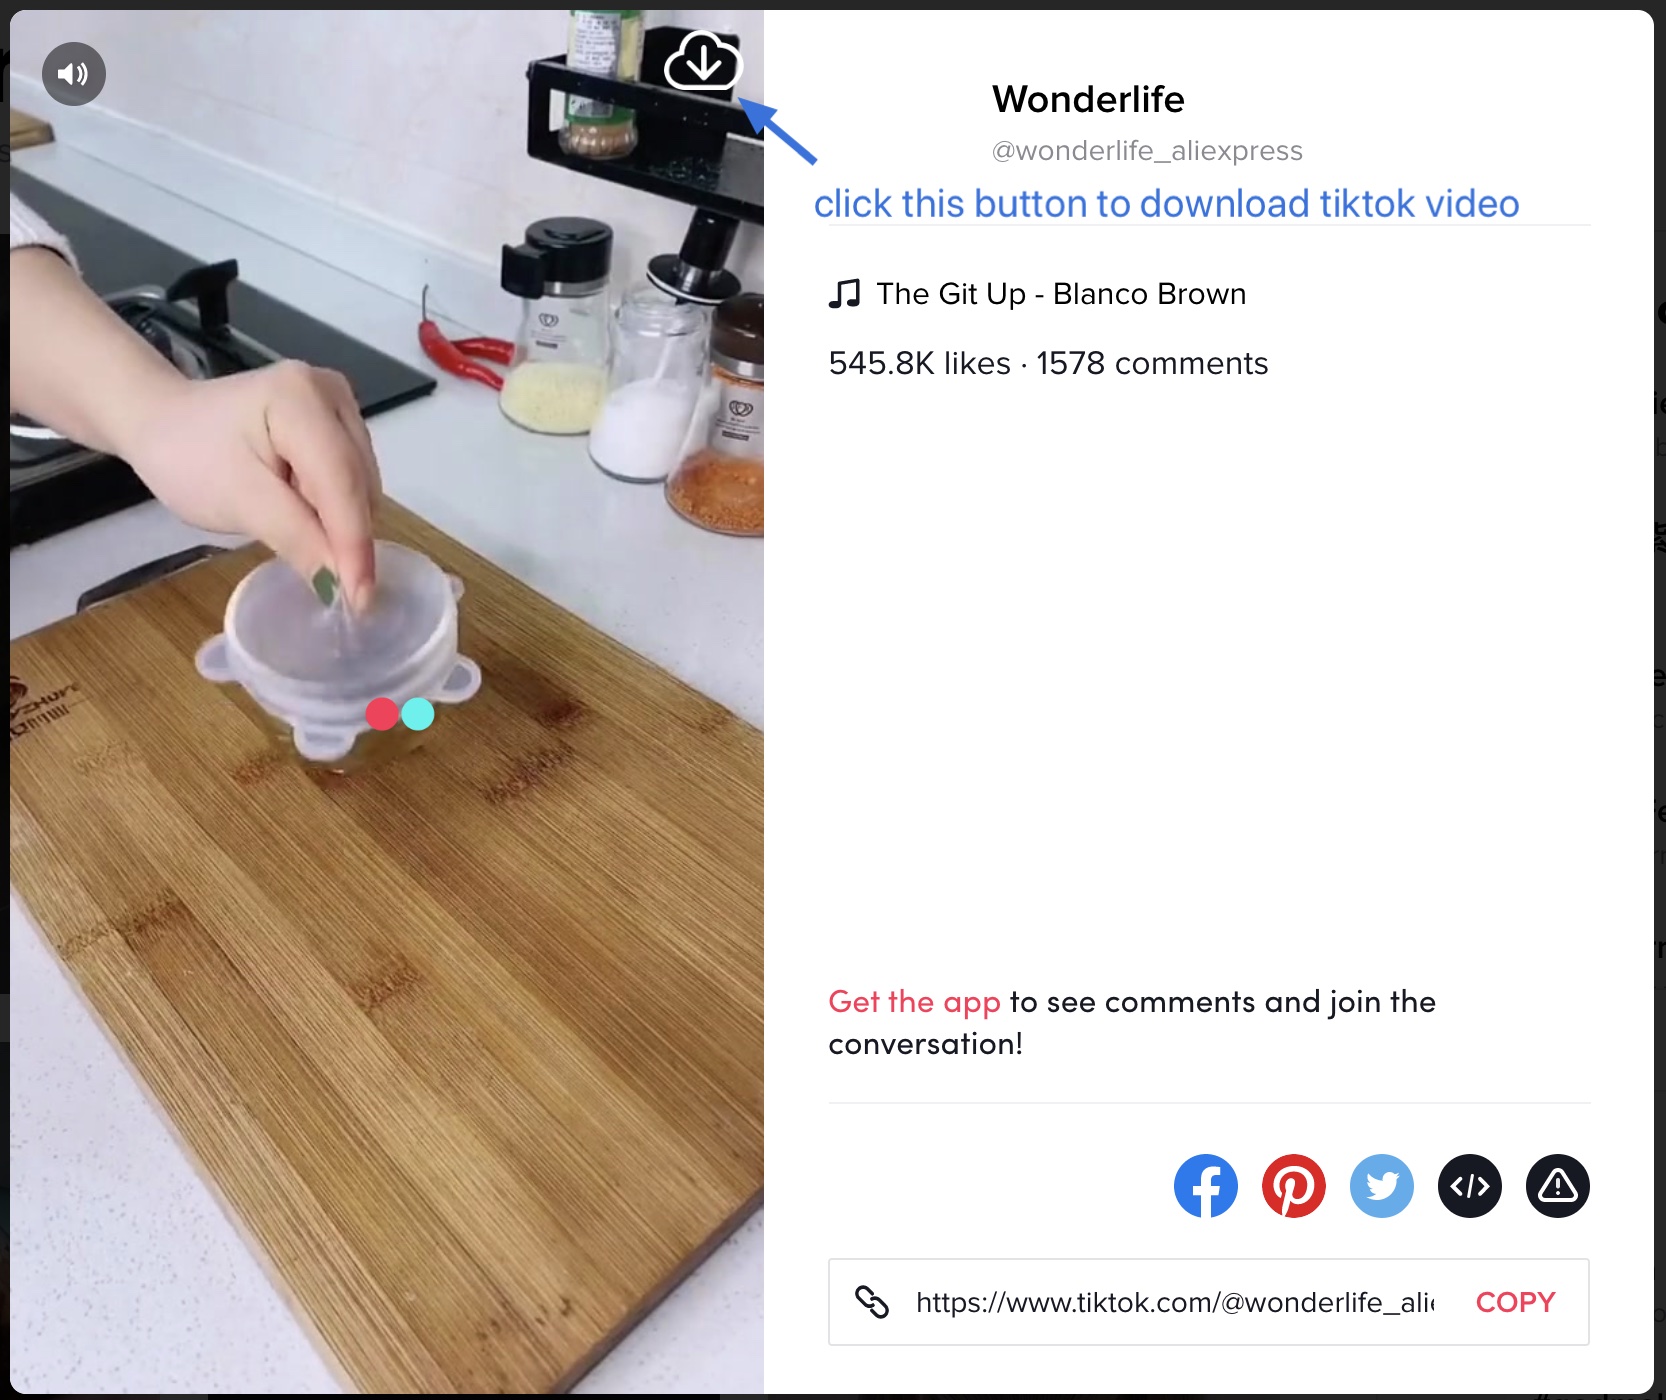 Wonderlife
@wonderlife_aliexpress
click this button to download tiktok video
The Git Up - Blanco Brown
545.8K likes · 1578 comments
Get the app to see comments and join the
conversation!
https://www.tiktok.com/@wonderlife_alie
COPY